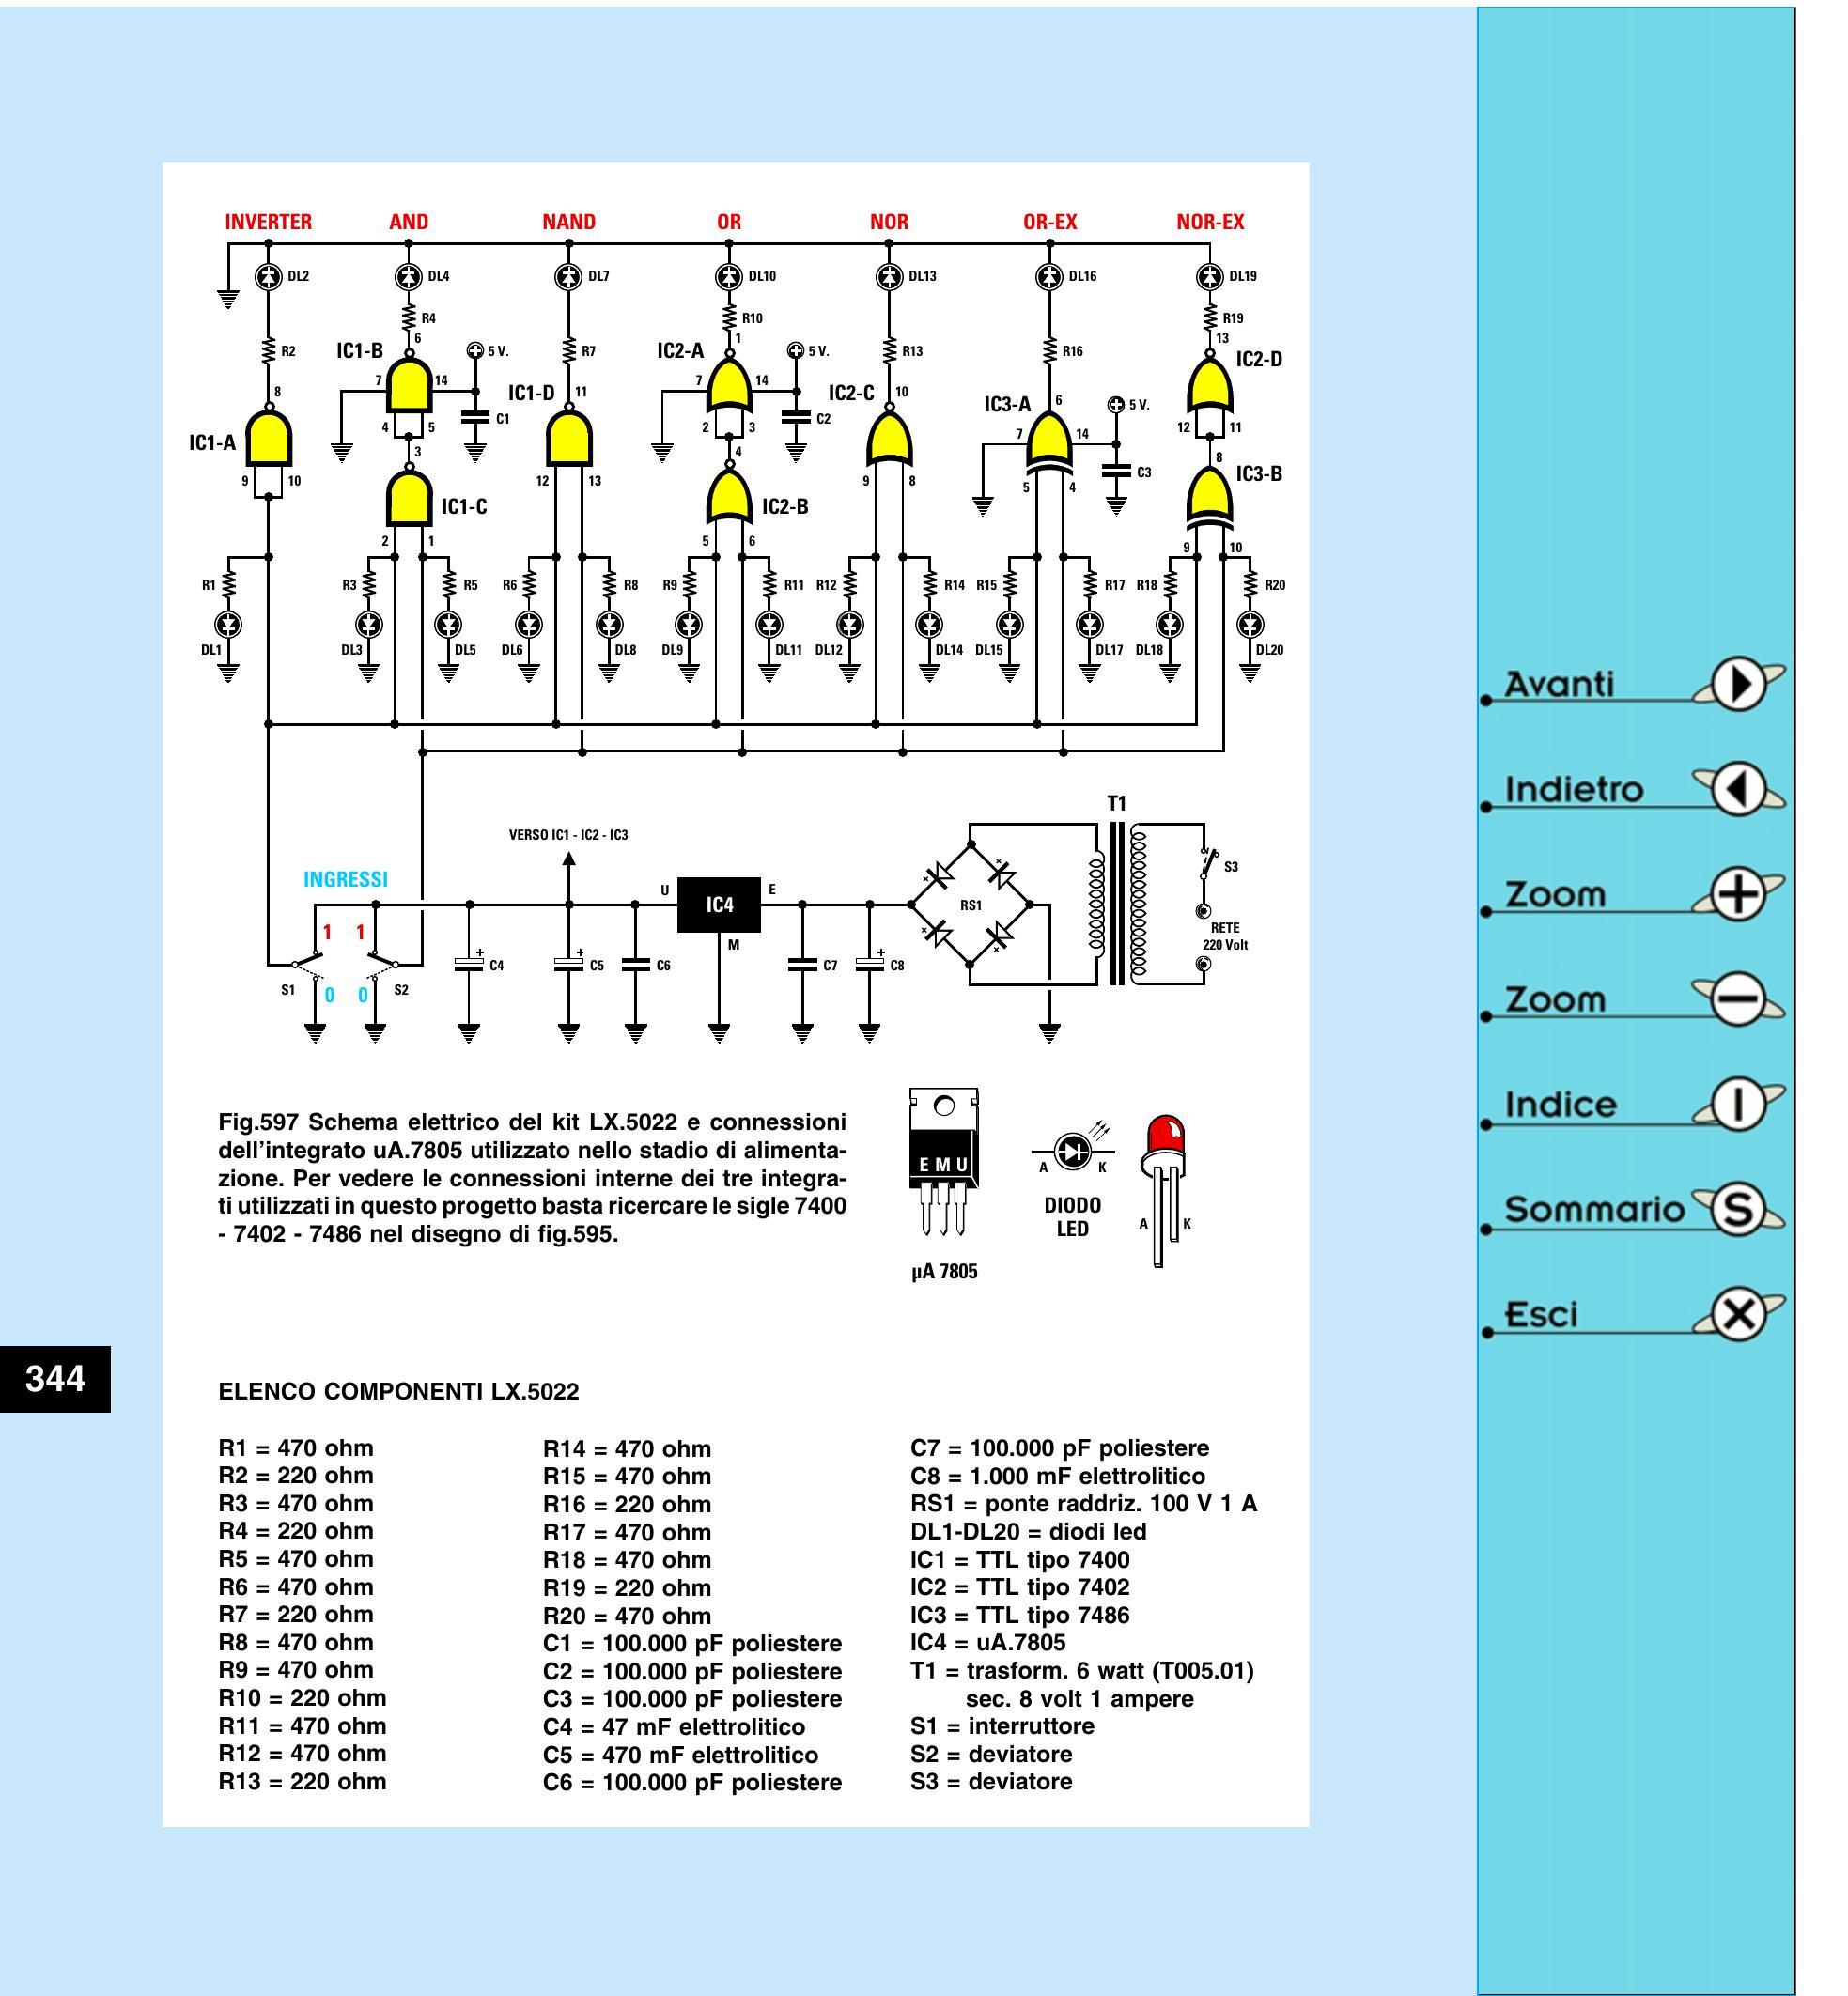 INVERTER AND NAND OR NOR OR-EX NOR-EX
DL2 DL4 DL7 DL10 DL13 DL16 DL19
R4 R10 R19
6 1 13
R2 IC1-B 5 V. R7 IC2-A 5 V. R13 R16 IC2-D
7 14 7 14
8 IC1-D 11 IC2-C 10 IC3-A 6 5 V.
C1 C2
4 5 2 3 12 11
IC1-A 7 14
3 4 8
9 10 12 13 9 8 5 4 C3 IC3-B
IC1-C IC2-B
2 1 5 6 9 10
R1 R3 R5 R6 R8 R9 R11 R12 R14 R15 R17 R18 R20
DL1 DL3 DL5 DL6 DL8 DL9 DL11 DL12 DL14 DL15 DL17 DL18 DL20
T1
VERSO IC1 - IC2 - IC3
INGRESSI
S3
U IC4 E RS1
1 1
RETE
220 Volt
M
+ + +
C4 C5 C6 C7 C8
S1 0 0 S2
Fig.597 Schema elettrico del kit LX.5022 e connessioni
dell'integrato uA.7805 utilizzato nello stadio di alimenta-
zione. Per vedere le connessioni interne dei tre integra-
ti utilizzati in questo progetto basta ricercare le sigle 7400
- 7402 - 7486 nel disegno di fig.595.
E M U
µA 7805
A K
DIODO
LED
A K
344
ELENCO COMPONENTI LX.5022
R1 = 470 ohm
R2 = 220 ohm
R3 = 470 ohm
R4 = 220 ohm
R5 = 470 ohm
R6 = 470 ohm
R7 = 220 ohm
R8 = 470 ohm
R9 = 470 ohm
R10 = 220 ohm
R11 = 470 ohm
R12 = 470 ohm
R13 = 220 ohm
R14 = 470 ohm
R15 = 470 ohm
R16 = 220 ohm
R17 = 470 ohm
R18 = 470 ohm
R19 = 220 ohm
R20 = 470 ohm
C1 = 100.000 pF poliestere
C2 = 100.000 pF poliestere
C3 = 100.000 pF poliestere
C4 = 47 mF elettrolitico
C5 = 470 mF elettrolitico
C6 = 100.000 pF poliestere
C7 = 100.000 pF poliestere
C8 = 1.000 mF elettrolitico
RS1 = ponte raddriz. 100 V 1 A
DL1-DL20 = diodi led
IC1 = TTL tipo 7400
IC2 = TTL tipo 7402
IC3 = TTL tipo 7486
IC4 = uA.7805
T1 = trasform. 6 watt (T005.01)
sec. 8 volt 1 ampere
S1 = interruttore
S2 = deviatore
S3 = deviatore
Avanti
Indietro
Zoom
Zoom
Indice
Sommario S
Esci